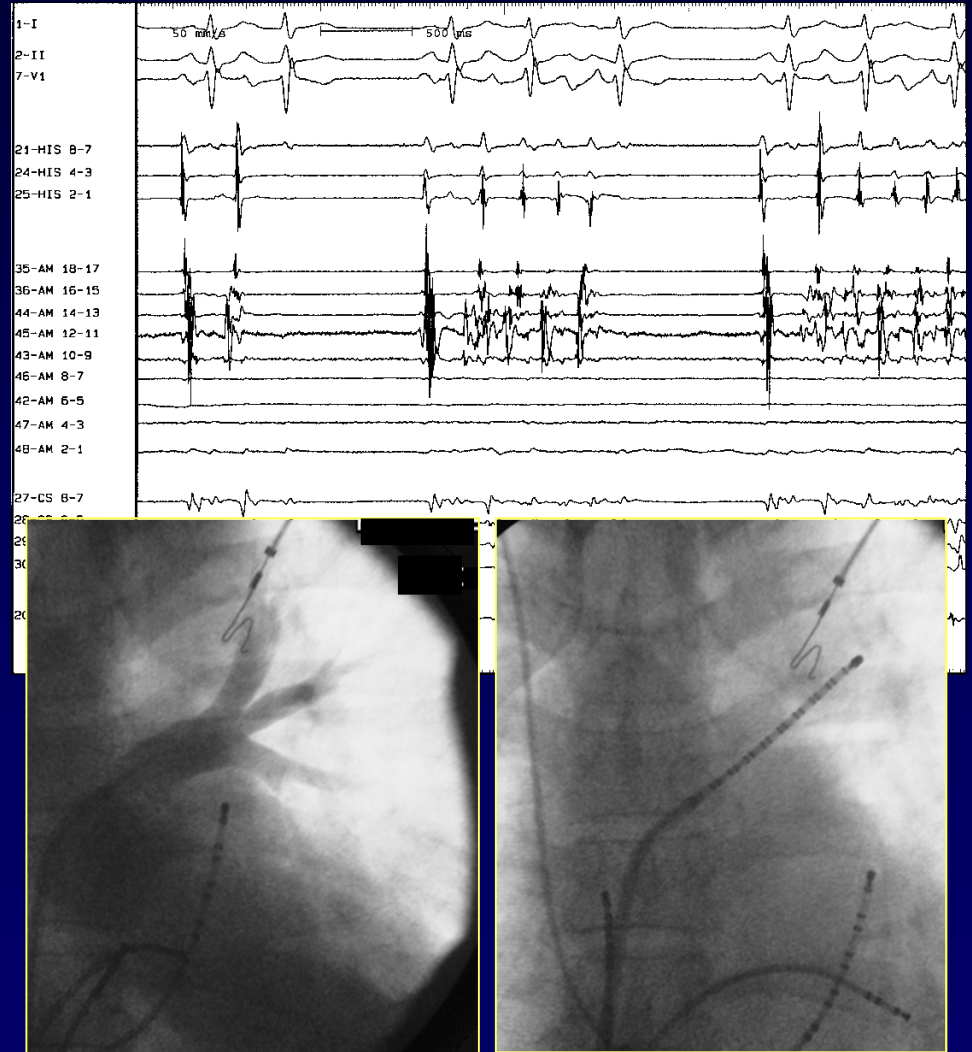 1-I
50 mm/s 500 ms
2-II
7-V1
21-HIS 8-7
24-HIS 4-3
25-HIS 2-1
35-AM 18-17
36-AM 16-15
44-AM 14-13
45-AM 12-11
43-AM 10-9
46-AM 8-7
42-AM 6-5
47-AM 4-3
48-AM 2-1
27-CS 8-7